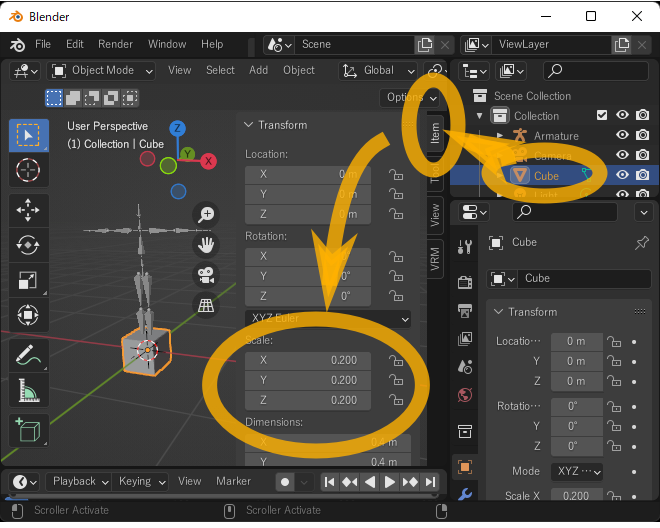 Blender
File Edit Render Window Help
Scene
ViewLayer
Object Mode
View Select Add Object
Global
Options
User Perspective
(1) Collection | Cube
Z
Y
X
Transform
Location:
X 0 m
Y 0 m
Z 0 m
Rotation:
X
Y 0°
Z 0°
XYZ Euler
Scale:
X 0.200
Y 0.200
Z 0.200
Dimensions:
X 0.4 m
Y 0.4 m
Item
View
VRM
Scene Collection
Collection
Armature
Camera
Cube
Cube
Cube
Transform
Locatio··· 0 m
Y 0 m
Z 0 m
Rotatio··· 0°
Y 0°
Z 0°
Mode XYZ ···
Scale X 0.200
Playback Keying View Marker
Scroller Activate
Scroller Activate